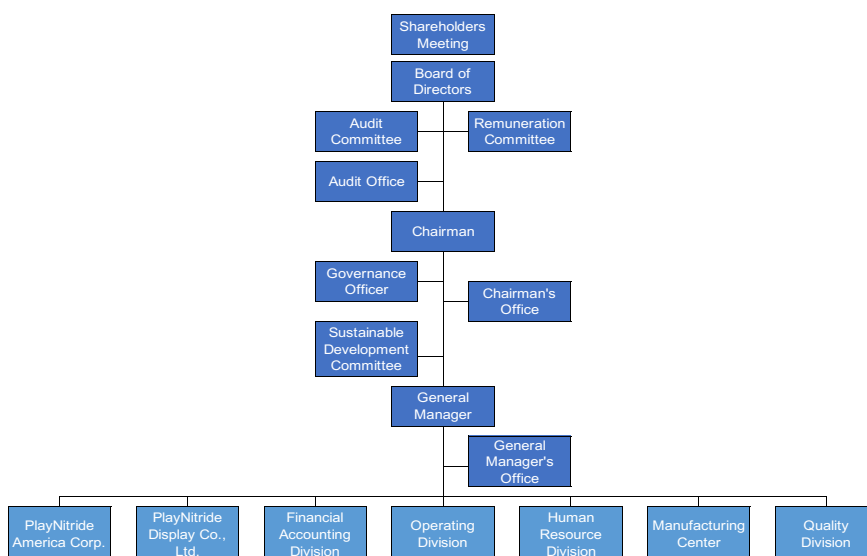 Shareholders
Meeting
Board of
Directors
Audit
Committee
Remuneration
Committee
Audit Office
Chairman
Governance
Officer
Chairman's
Office
Sustainable
Development
Committee
General
Manager
General
Manager's
Office
PlayNitride
America Corp.
PlayNitride
Display Co.,
Ltd.
Financial
Accounting
Division
Operating
Division
Human
Resource
Division
Manufacturing
Center
Quality
Division